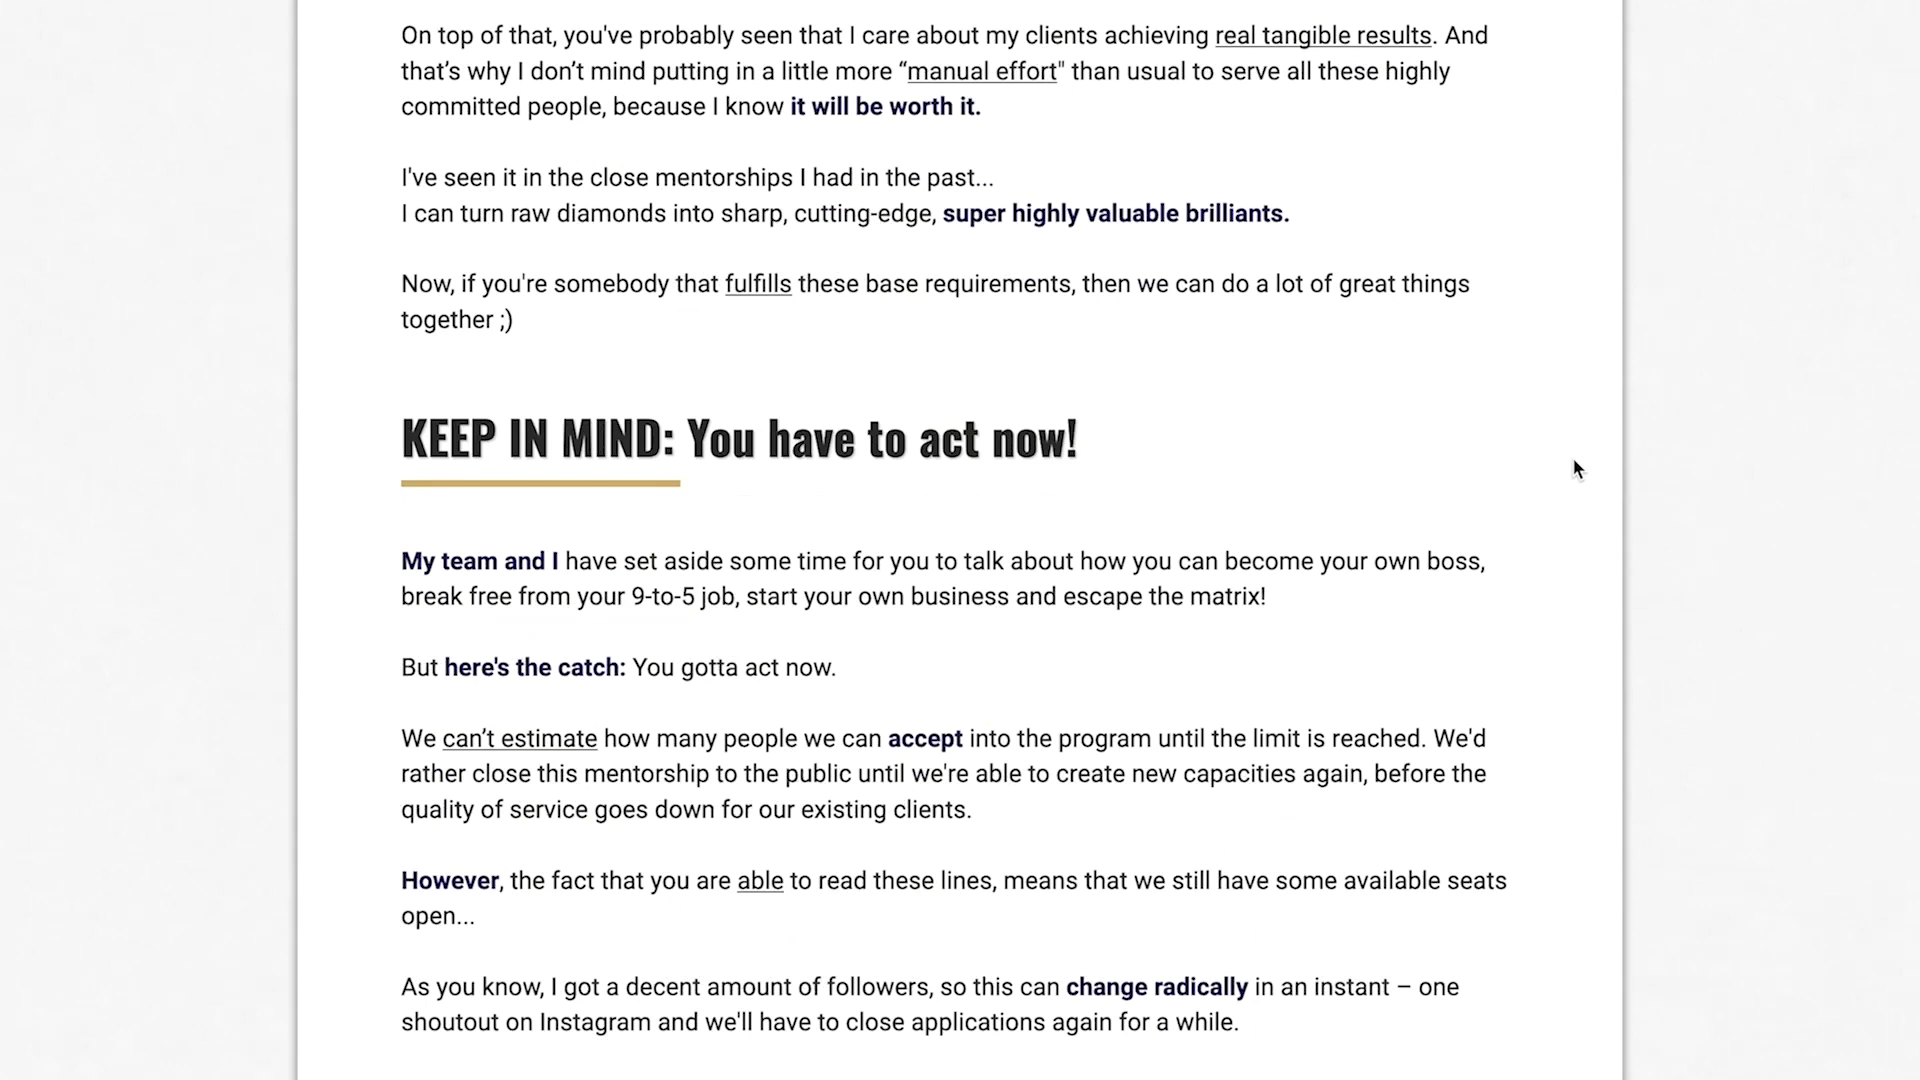 On top of that, you've probably seen that I care about my clients achieving real tangible results. And
that’s why I don’t mind putting in a little more “manual effort" than usual to serve all these highly
committed people, because I know it will be worth it.
I've seen it in the close mentorships I had in the past...
I can turn raw diamonds into sharp, cutting-edge, super highly valuable brilliants.
Now, if you're somebody that fulfills these base requirements, then we can do a lot of great things
together ;)
KEEP IN MIND: You have to act now!
My team and I have set aside some time for you to talk about how you can become your own boss,
break free from your 9-to-5 job, start your own business and escape the matrix!
But here's the catch: You gotta act now.
We can’t estimate how many people we can accept into the program until the limit is reached. We'd
rather close this mentorship to the public until we're able to create new capacities again, before the
quality of service goes down for our existing clients.
However, the fact that you are able to read these lines, means that we still have some available seats
open...
As you know, I got a decent amount of followers, so this can change radically in an instant – one
shoutout on Instagram and we'll have to close applications again for a while.